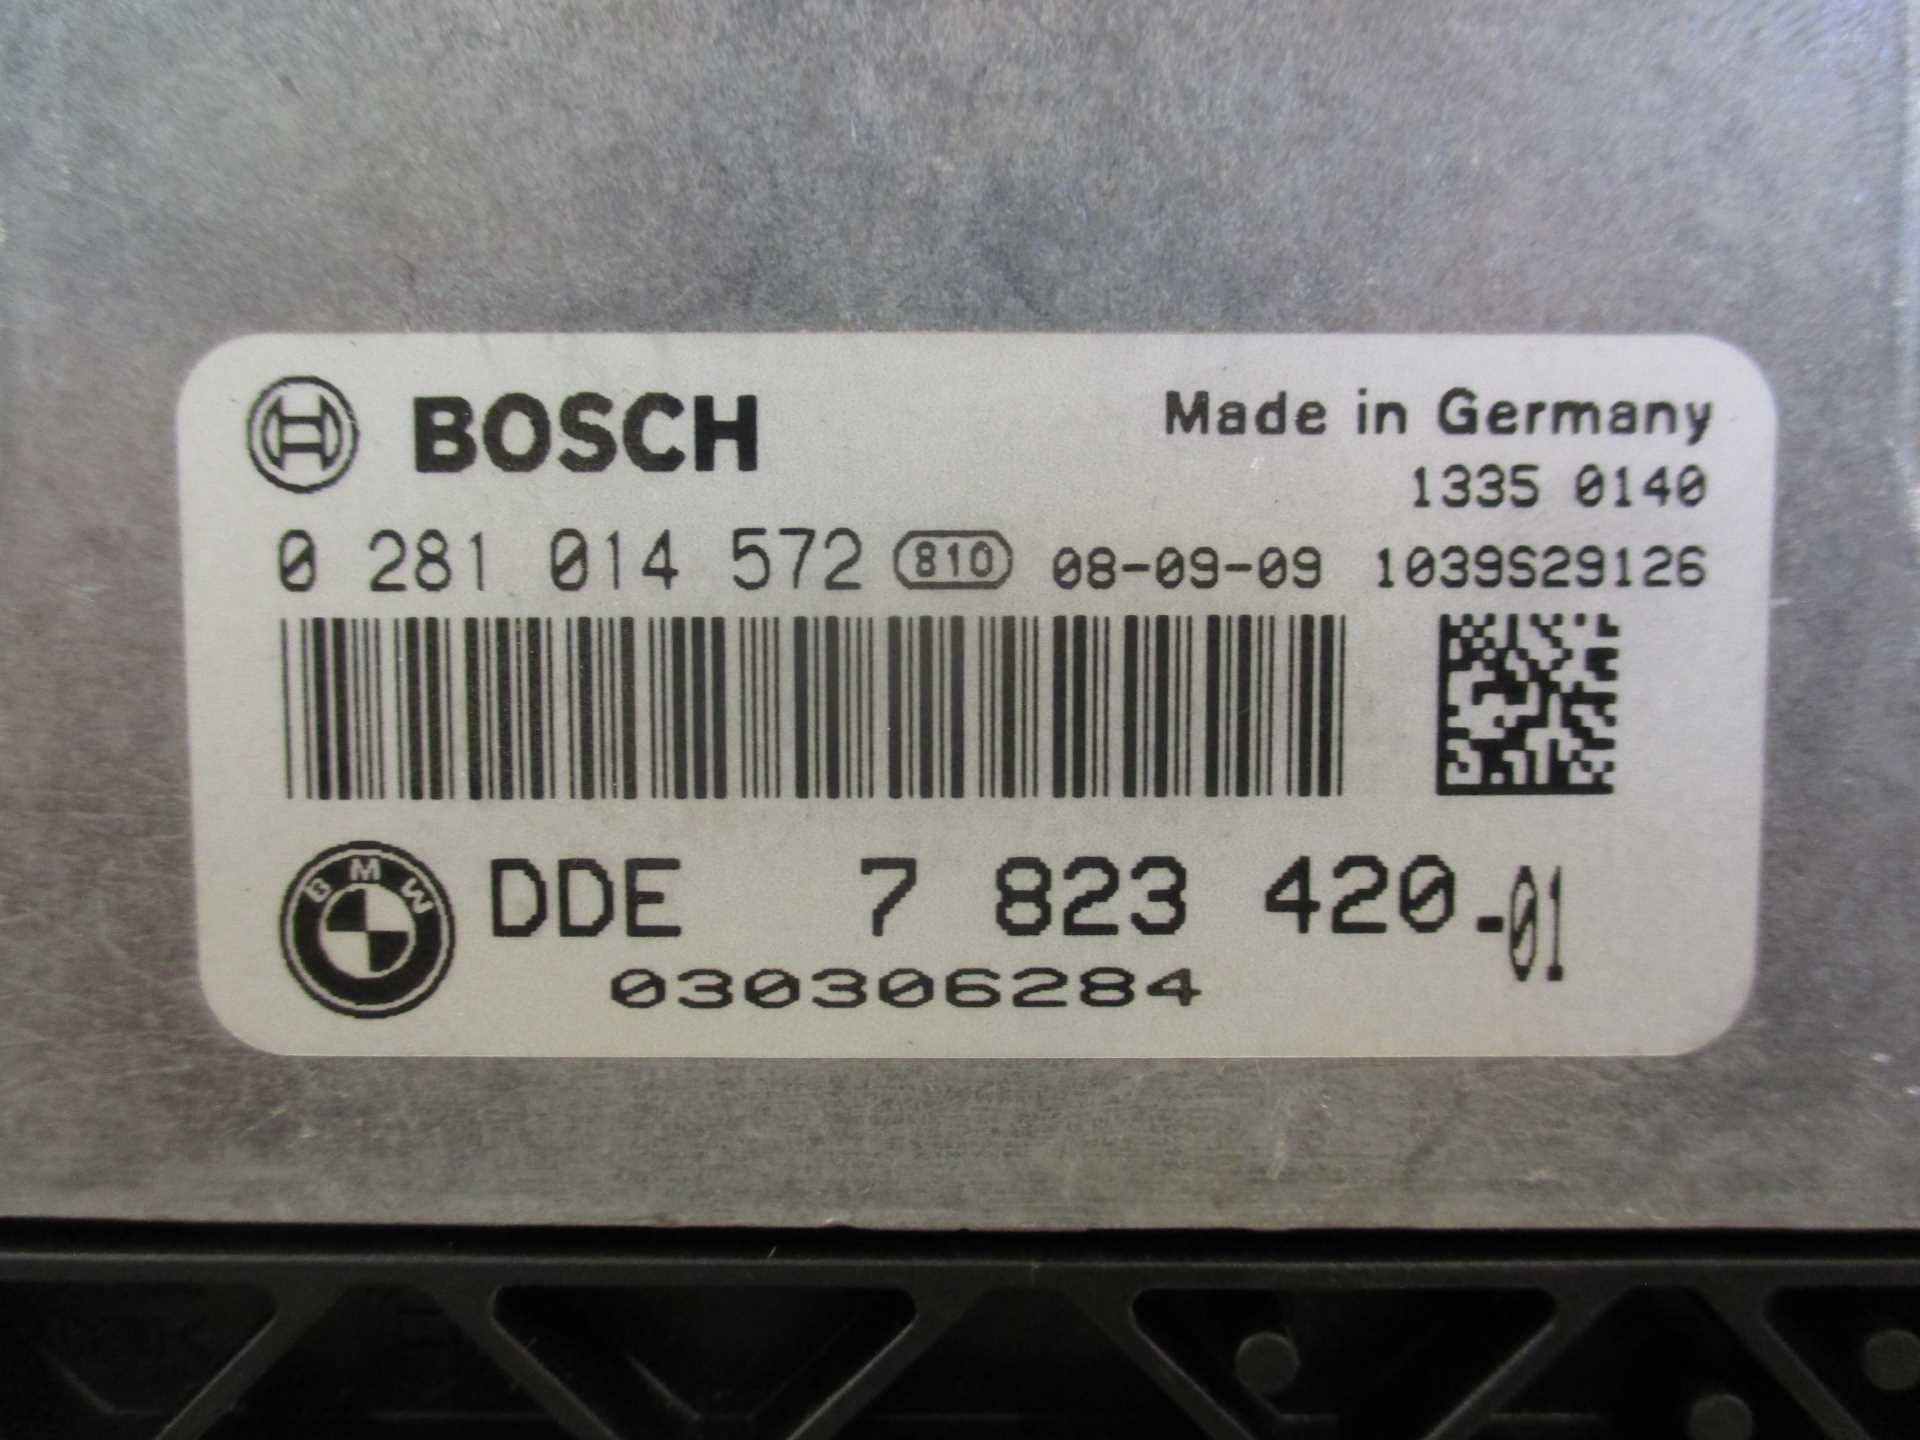 BOSCH
Made in Germany
1335 0140
0 281 014 572 810 08-09-09 1039S29126
BMW
DDE 7 823 420-01
030306284